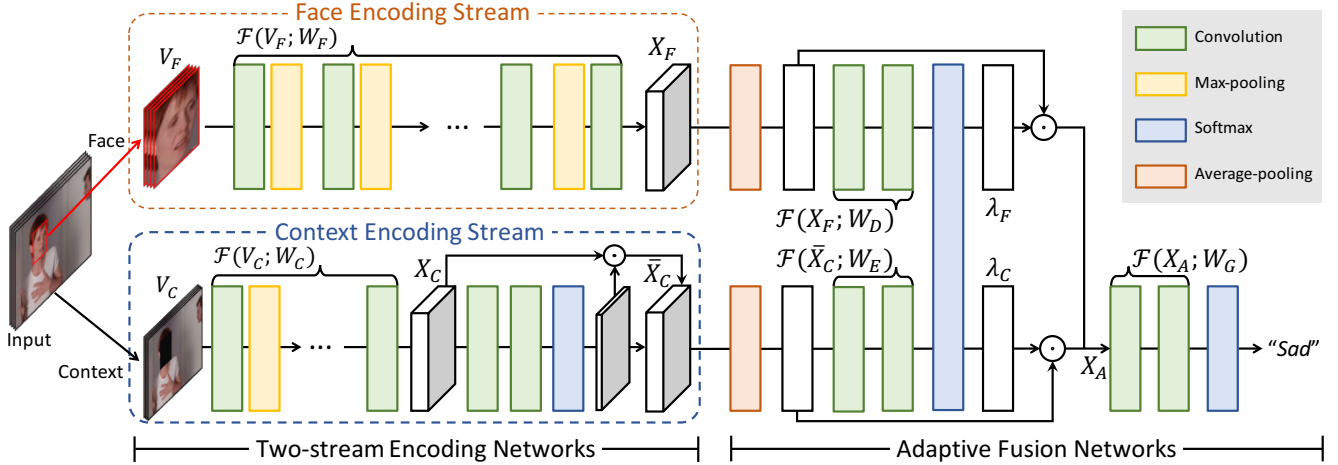 Face Encoding Stream
V_F
ℱ(V_F; W_F)
X_F
...
Face
Input
Context
Context Encoding Stream
V_C
ℱ(V_C; W_C)
...
X_C
X̄_C
ℱ(X_F; W_D)
λ_F
ℱ(X̄_C; W_E)
λ_C
X_A
ℱ(X_A; W_G)
"Sad"
Convolution
Max-pooling
Softmax
Average-pooling
Two-stream Encoding Networks
Adaptive Fusion Networks